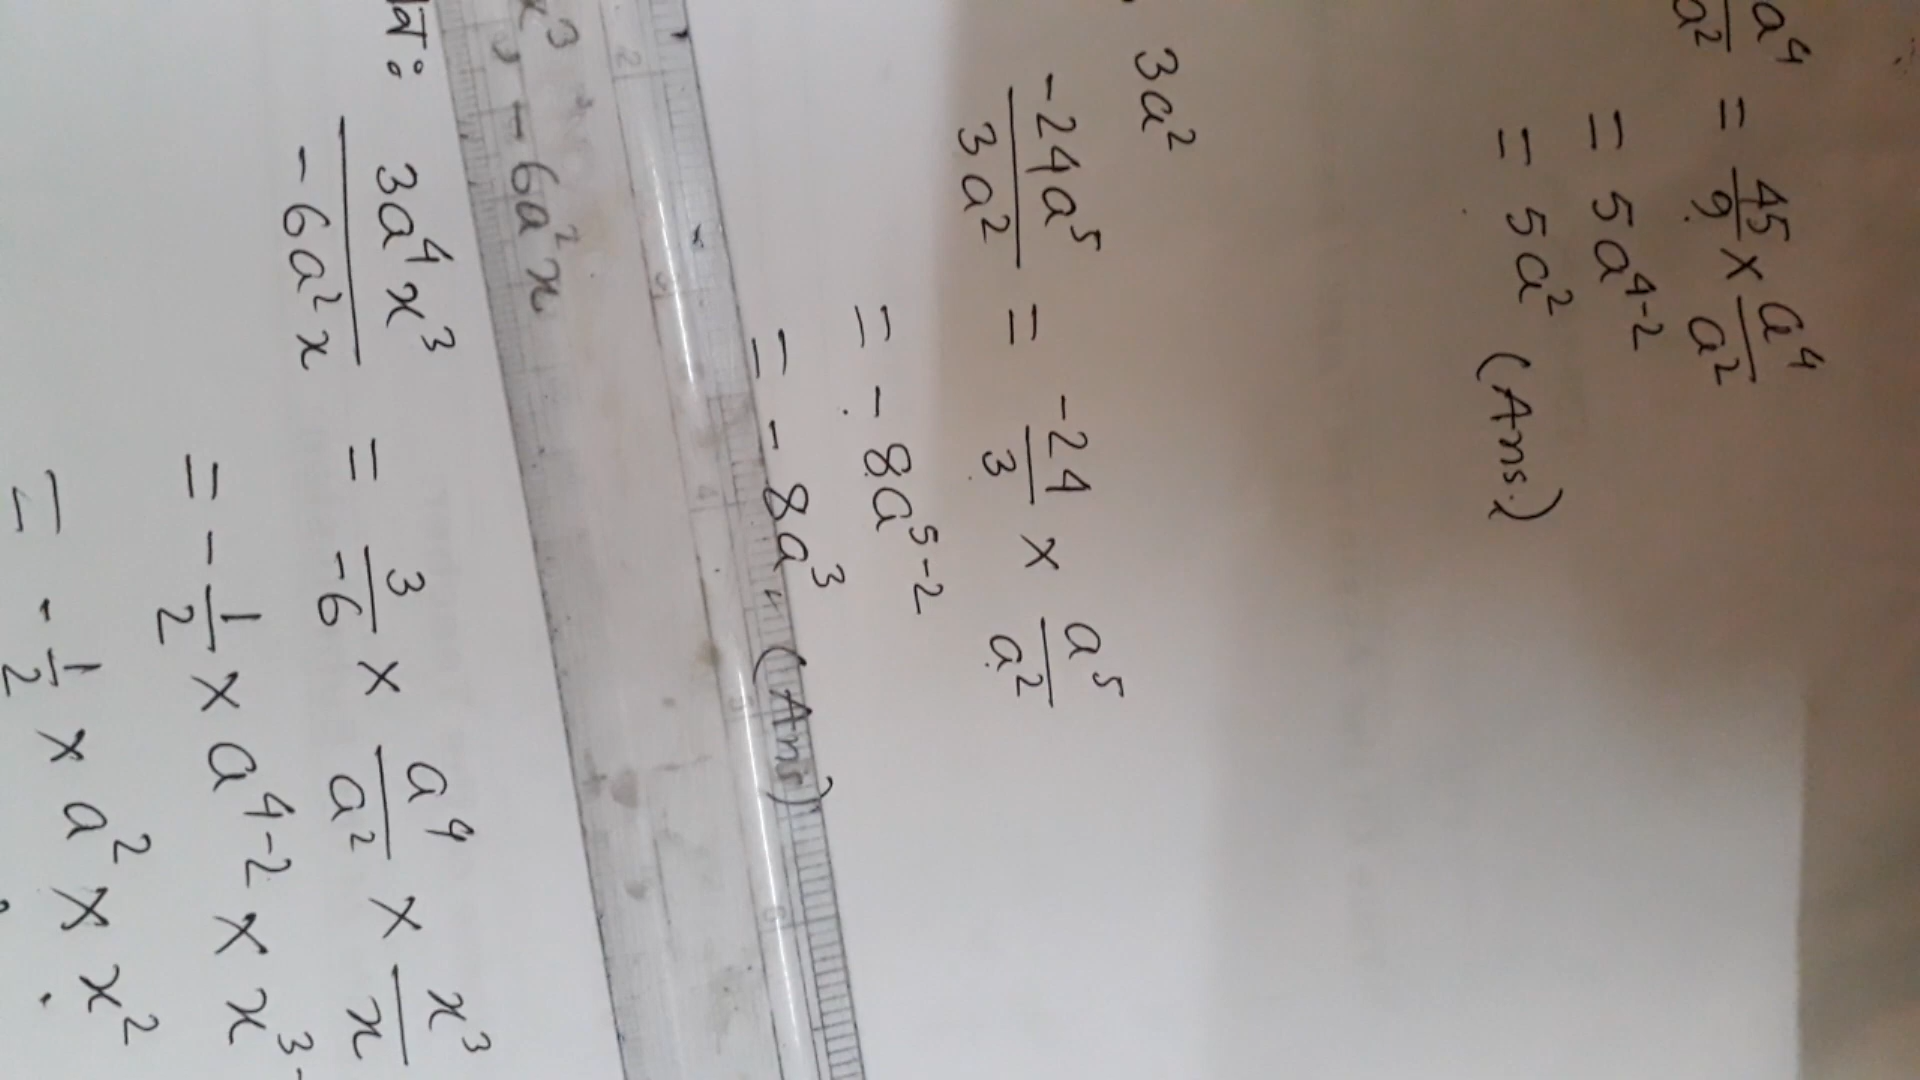 a⁴/a² = 45/9 × a⁴/a²
= 5a⁴⁻²
= 5a² (Ans.)
3a²
-24a⁵/3a² = -24/3 × a⁵/a²
= -8a⁵⁻²
= -8a³ (Ans)
x³, -6a²x
3a⁴x³/-6a²x = 3/-6 × a⁴/a² × x³/x
= -1/2 × a⁴⁻² × x³⁻
= -1/2 × a² × x²